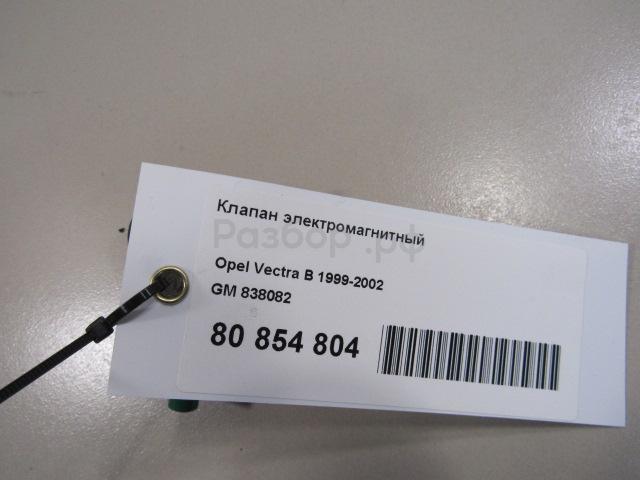 Клапан электромагнитный
Разбор.рф
Opel Vectra B 1999-2002
GM 838082
80 854 804